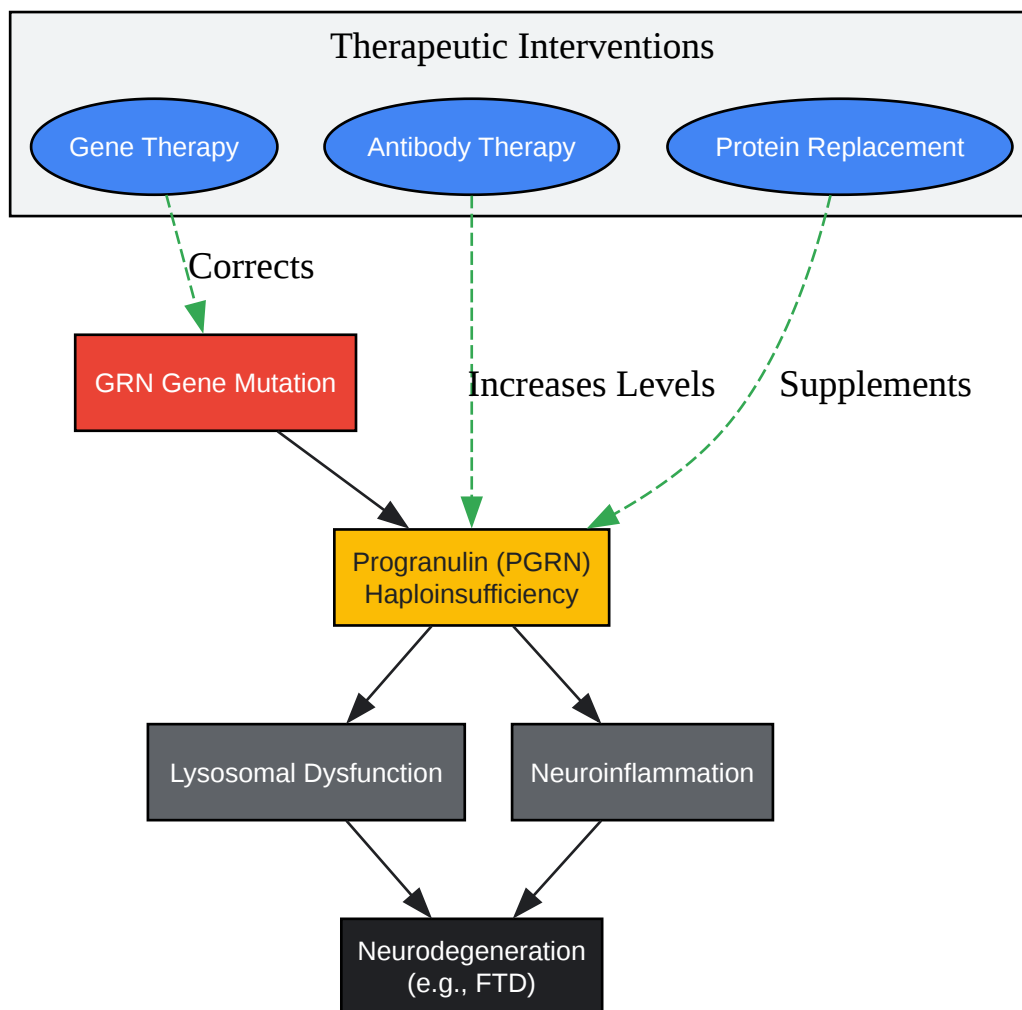 Therapeutic Interventions
Gene Therapy
Antibody Therapy
Protein Replacement
Corrects
GRN Gene Mutation
Increases Levels
Supplements
Progranulin (PGRN)
Haploinsufficiency
Lysosomal Dysfunction
Neuroinflammation
Neurodegeneration
(e.g., FTD)